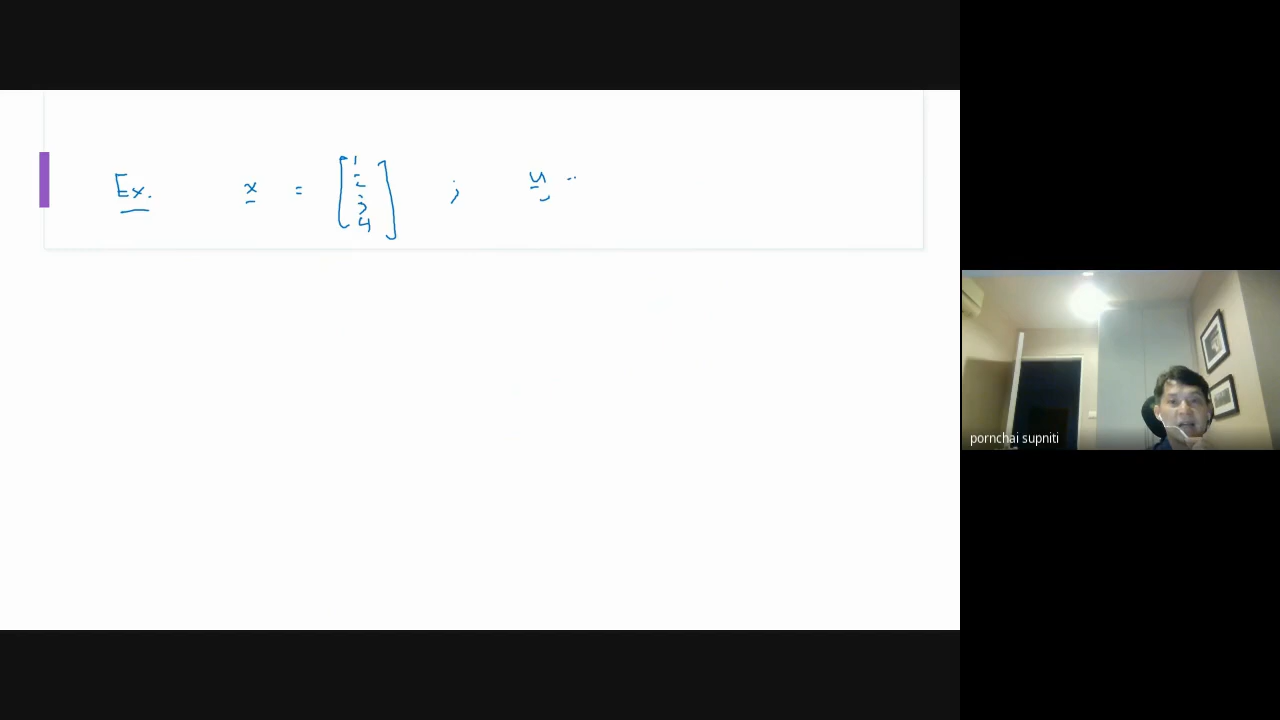 Ex. x = [1 2 3 4] ; u
pornchai supniti